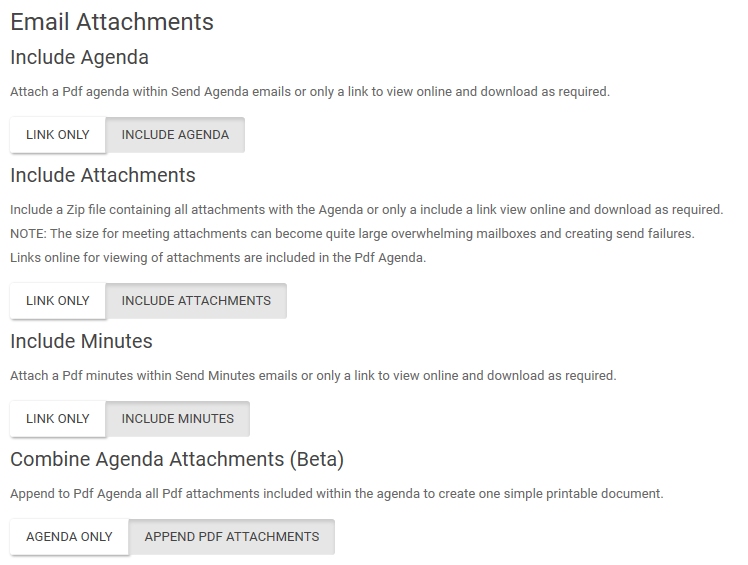 Email Attachments
Include Agenda
Attach a Pdf agenda within Send Agenda emails or only a link to view online and download as required.
LINK ONLY INCLUDE AGENDA
Include Attachments
Include a Zip file containing all attachments with the Agenda or only a include a link view online and download as required.
NOTE: The size for meeting attachments can become quite large overwhelming mailboxes and creating send failures.
Links online for viewing of attachments are included in the Pdf Agenda.
LINK ONLY INCLUDE ATTACHMENTS
Include Minutes
Attach a Pdf minutes within Send Minutes emails or only a link to view online and download as required.
LINK ONLY INCLUDE MINUTES
Combine Agenda Attachments (Beta)
Append to Pdf Agenda all Pdf attachments included within the agenda to create one simple printable document.
AGENDA ONLY APPEND PDF ATTACHMENTS